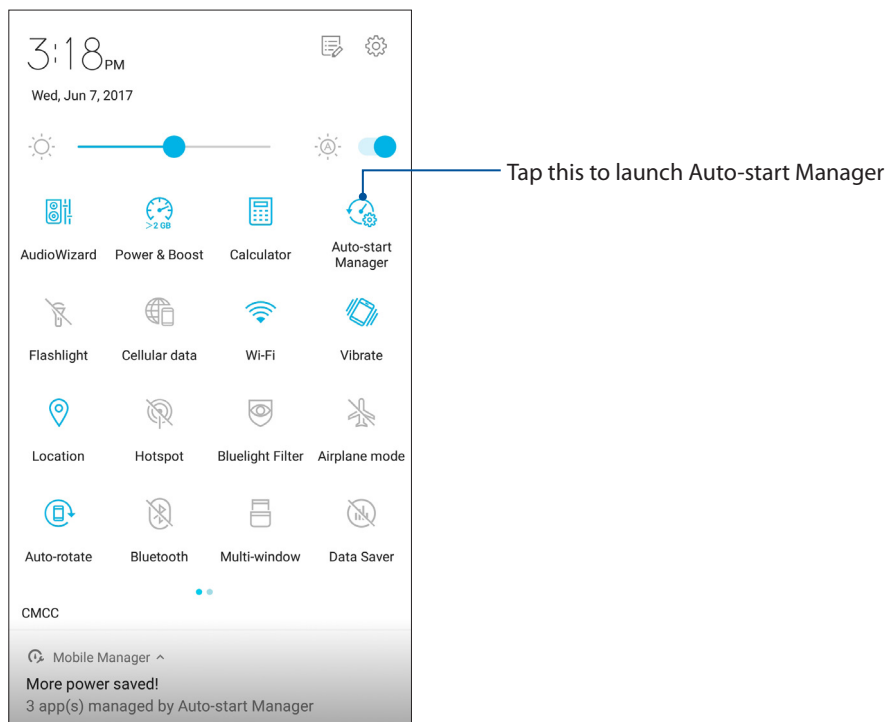 3:18PM
Wed, Jun 7, 2017
A
Tap this to launch Auto-start Manager
>2 GB
AudioWizard Power & Boost Calculator Auto-start
Manager
Flashlight Cellular data Wi-Fi Vibrate
Location Hotspot Bluelight Filter Airplane mode
Auto-rotate Bluetooth Multi-window Data Saver
CMCC
Mobile Manager
More power saved!
3 app(s) managed by Auto-start Manager